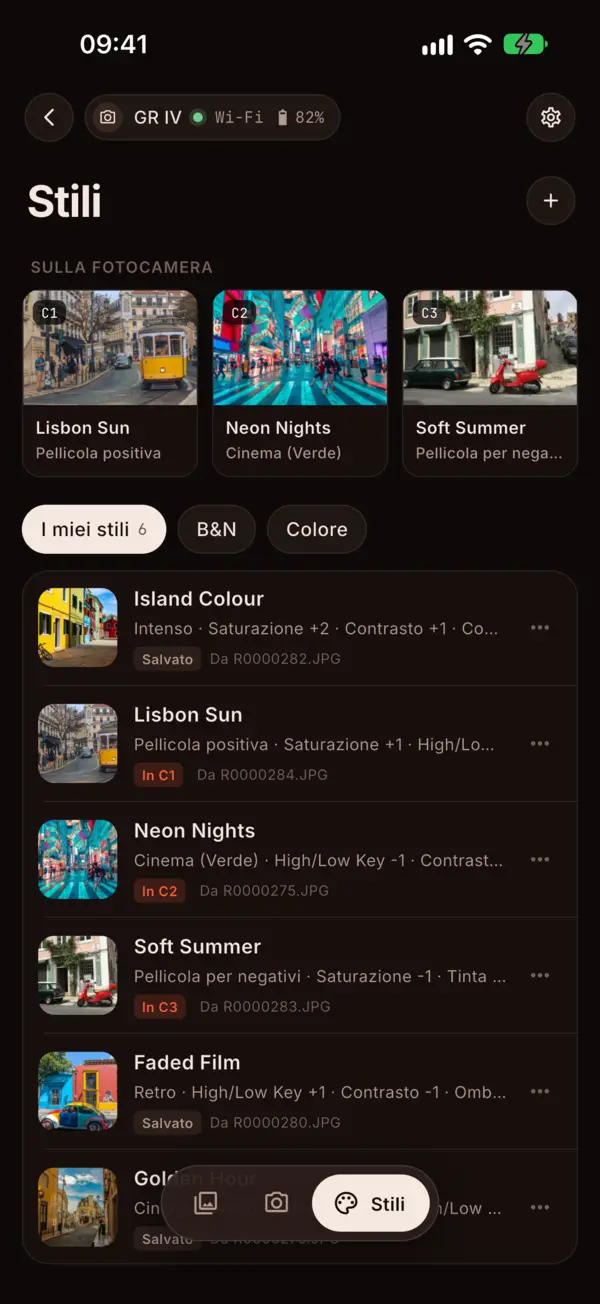 09:41
GR IV Wi-Fi 82%
Stili
SULLA FOTOCAMERA
C1
C2
C3
Lisbon Sun
Pellicola positiva
Neon Nights
Cinema (Verde)
Soft Summer
Pellicola per nega...
I miei stili 6
B&N
Colore
Island Colour
Intenso · Saturazione +2 · Contrasto +1 · Co...
Salvato Da R0000282.JPG
Lisbon Sun
Pellicola positiva · Saturazione +1 · High/Lo...
In C1 Da R0000284.JPG
Neon Nights
Cinema (Verde) · High/Low Key -1 · Contrast...
In C2 Da R0000275.JPG
Soft Summer
Pellicola per negativi · Saturazione -1 · Tinta ...
In C3 Da R0000283.JPG
Faded Film
Retro · High/Low Key +1 · Contrasto -1 · Omb...
Salvato Da R0000280.JPG
Golden Hour
/Low ...
Salvato
Stili